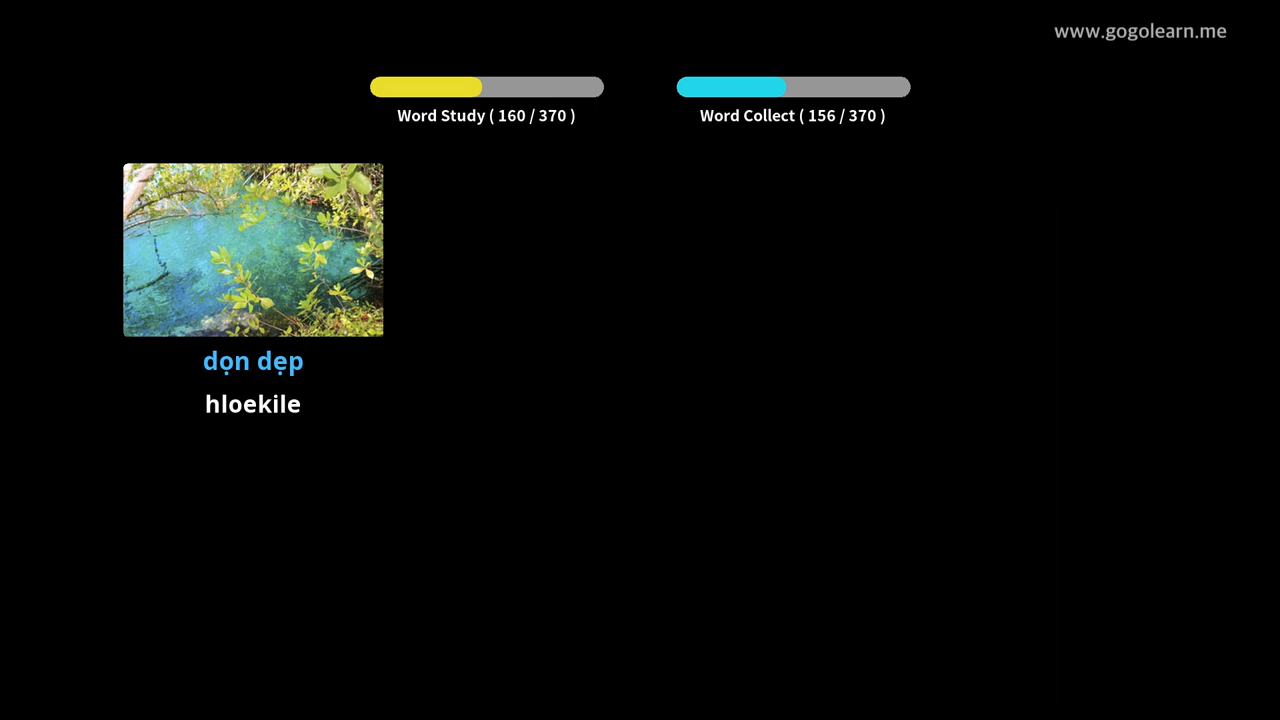 www.gogolearn.me
Word Study ( 160 / 370 )
Word Collect ( 156 / 370 )
dọn dẹp
hloekile